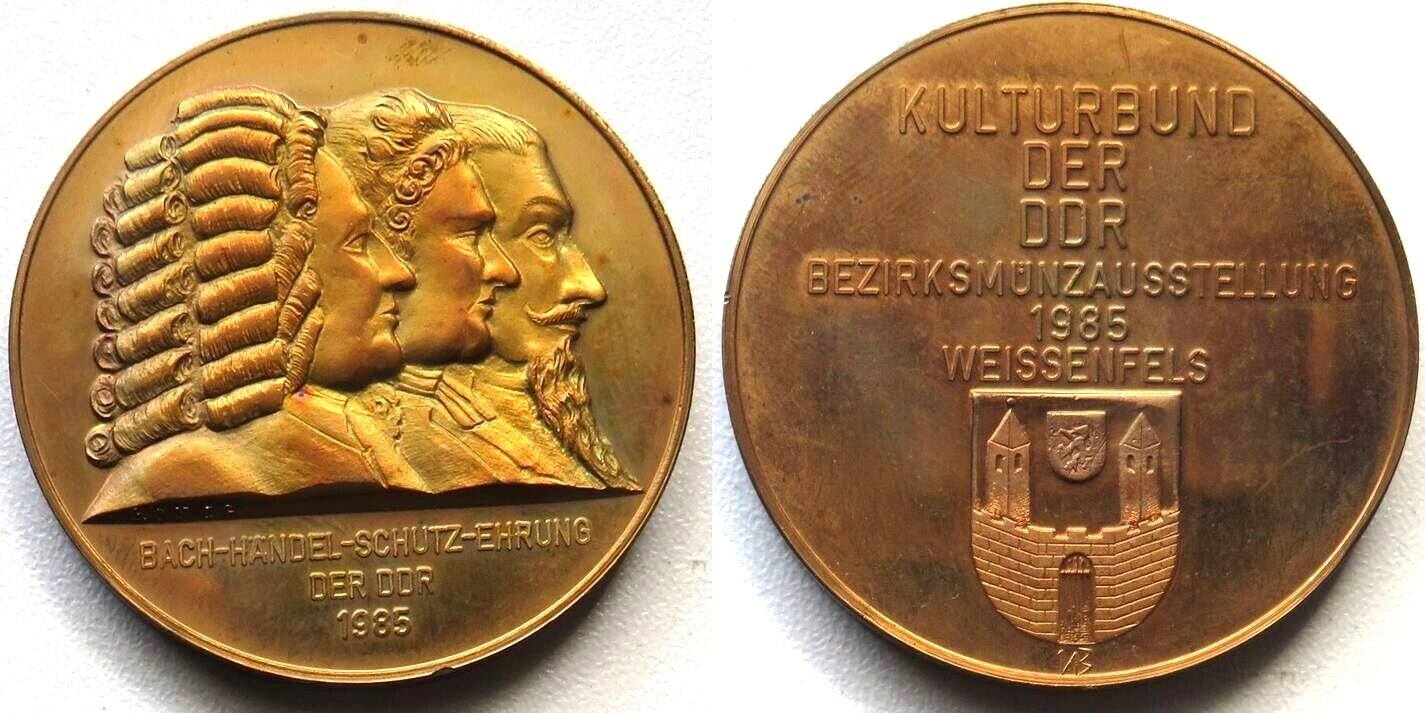 BACH-HÄNDEL-SCHÜTZ-EHRUNG
DER DDR
1985
KULTURBUND
DER
DDR
BEZIRKSMÜNZAUSSTELLUNG
1985
WEISSENFELS